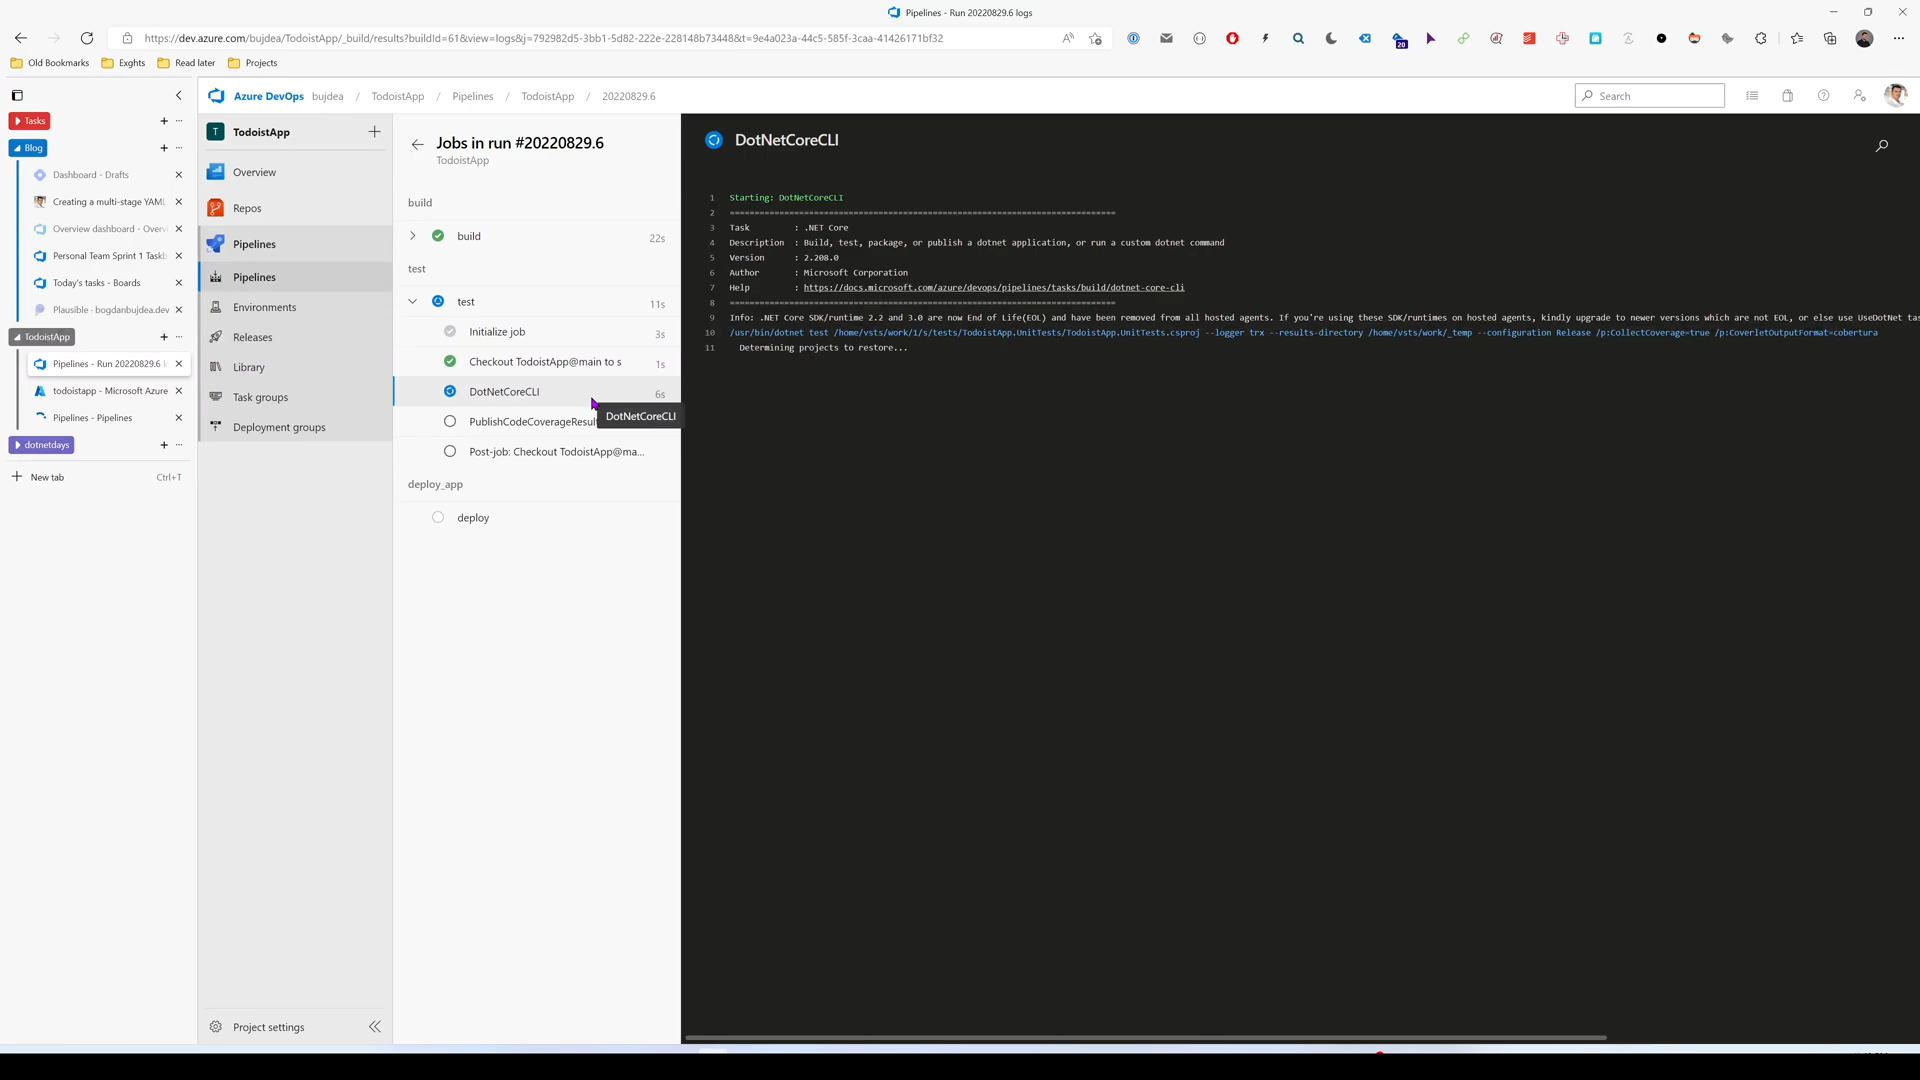 Pipelines - Run 20220829.6 logs
https://dev.azure.com/bujdea/TodoistApp/_build/results?buildId=61&view=logs&j=792982d5-3bb1-5d82-222e-228148b73448&t=9e4a023a-44c5-585f-3caa-41426171bf32
20
Old Bookmarks
Exghts
Read later
Projects
Tasks
Blog
Dashboard - Drafts
Creating a multi-stage YAML
Overview dashboard - Overv
Personal Team Sprint 1 Taskb
Today's tasks - Boards
Plausible · bogdanbujdea.dev
TodoistApp
Pipelines - Run 20220829.6 l
todoistapp - Microsoft Azure
Pipelines - Pipelines
dotnetdays
New tab Ctrl+T
Azure DevOps bujdea / TodoistApp / Pipelines / TodoistApp / 20220829.6
Search
T TodoistApp
Overview
Repos
Pipelines
Pipelines
Environments
Releases
Library
Task groups
Deployment groups
Project settings
Jobs in run #20220829.6
TodoistApp
build
build 22s
test
test 11s
Initialize job 3s
Checkout TodoistApp@main to s 1s
DotNetCoreCLI 6s
DotNetCoreCLI
PublishCodeCoverageResult
Post-job: Checkout TodoistApp@ma...
deploy_app
deploy
DotNetCoreCLI
1 Starting: DotNetCoreCLI
2 ==============================================================================
3 Task : .NET Core
4 Description : Build, test, package, or publish a dotnet application, or run a custom dotnet command
5 Version : 2.208.0
6 Author : Microsoft Corporation
7 Help : https://docs.microsoft.com/azure/devops/pipelines/tasks/build/dotnet-core-cli
8 ==============================================================================
9 Info: .NET Core SDK/runtime 2.2 and 3.0 are now End of Life(EOL) and have been removed from all hosted agents. If you're using these SDK/runtimes on hosted agents, kindly upgrade to newer versions which are not EOL, or else use UseDotNet tas
10 /usr/bin/dotnet test /home/vsts/work/1/s/tests/TodoistApp.UnitTests/TodoistApp.UnitTests.csproj --logger trx --results-directory /home/vsts/work/_temp --configuration Release /p:CollectCoverage=true /p:CoverletOutputFormat=cobertura
11 Determining projects to restore...